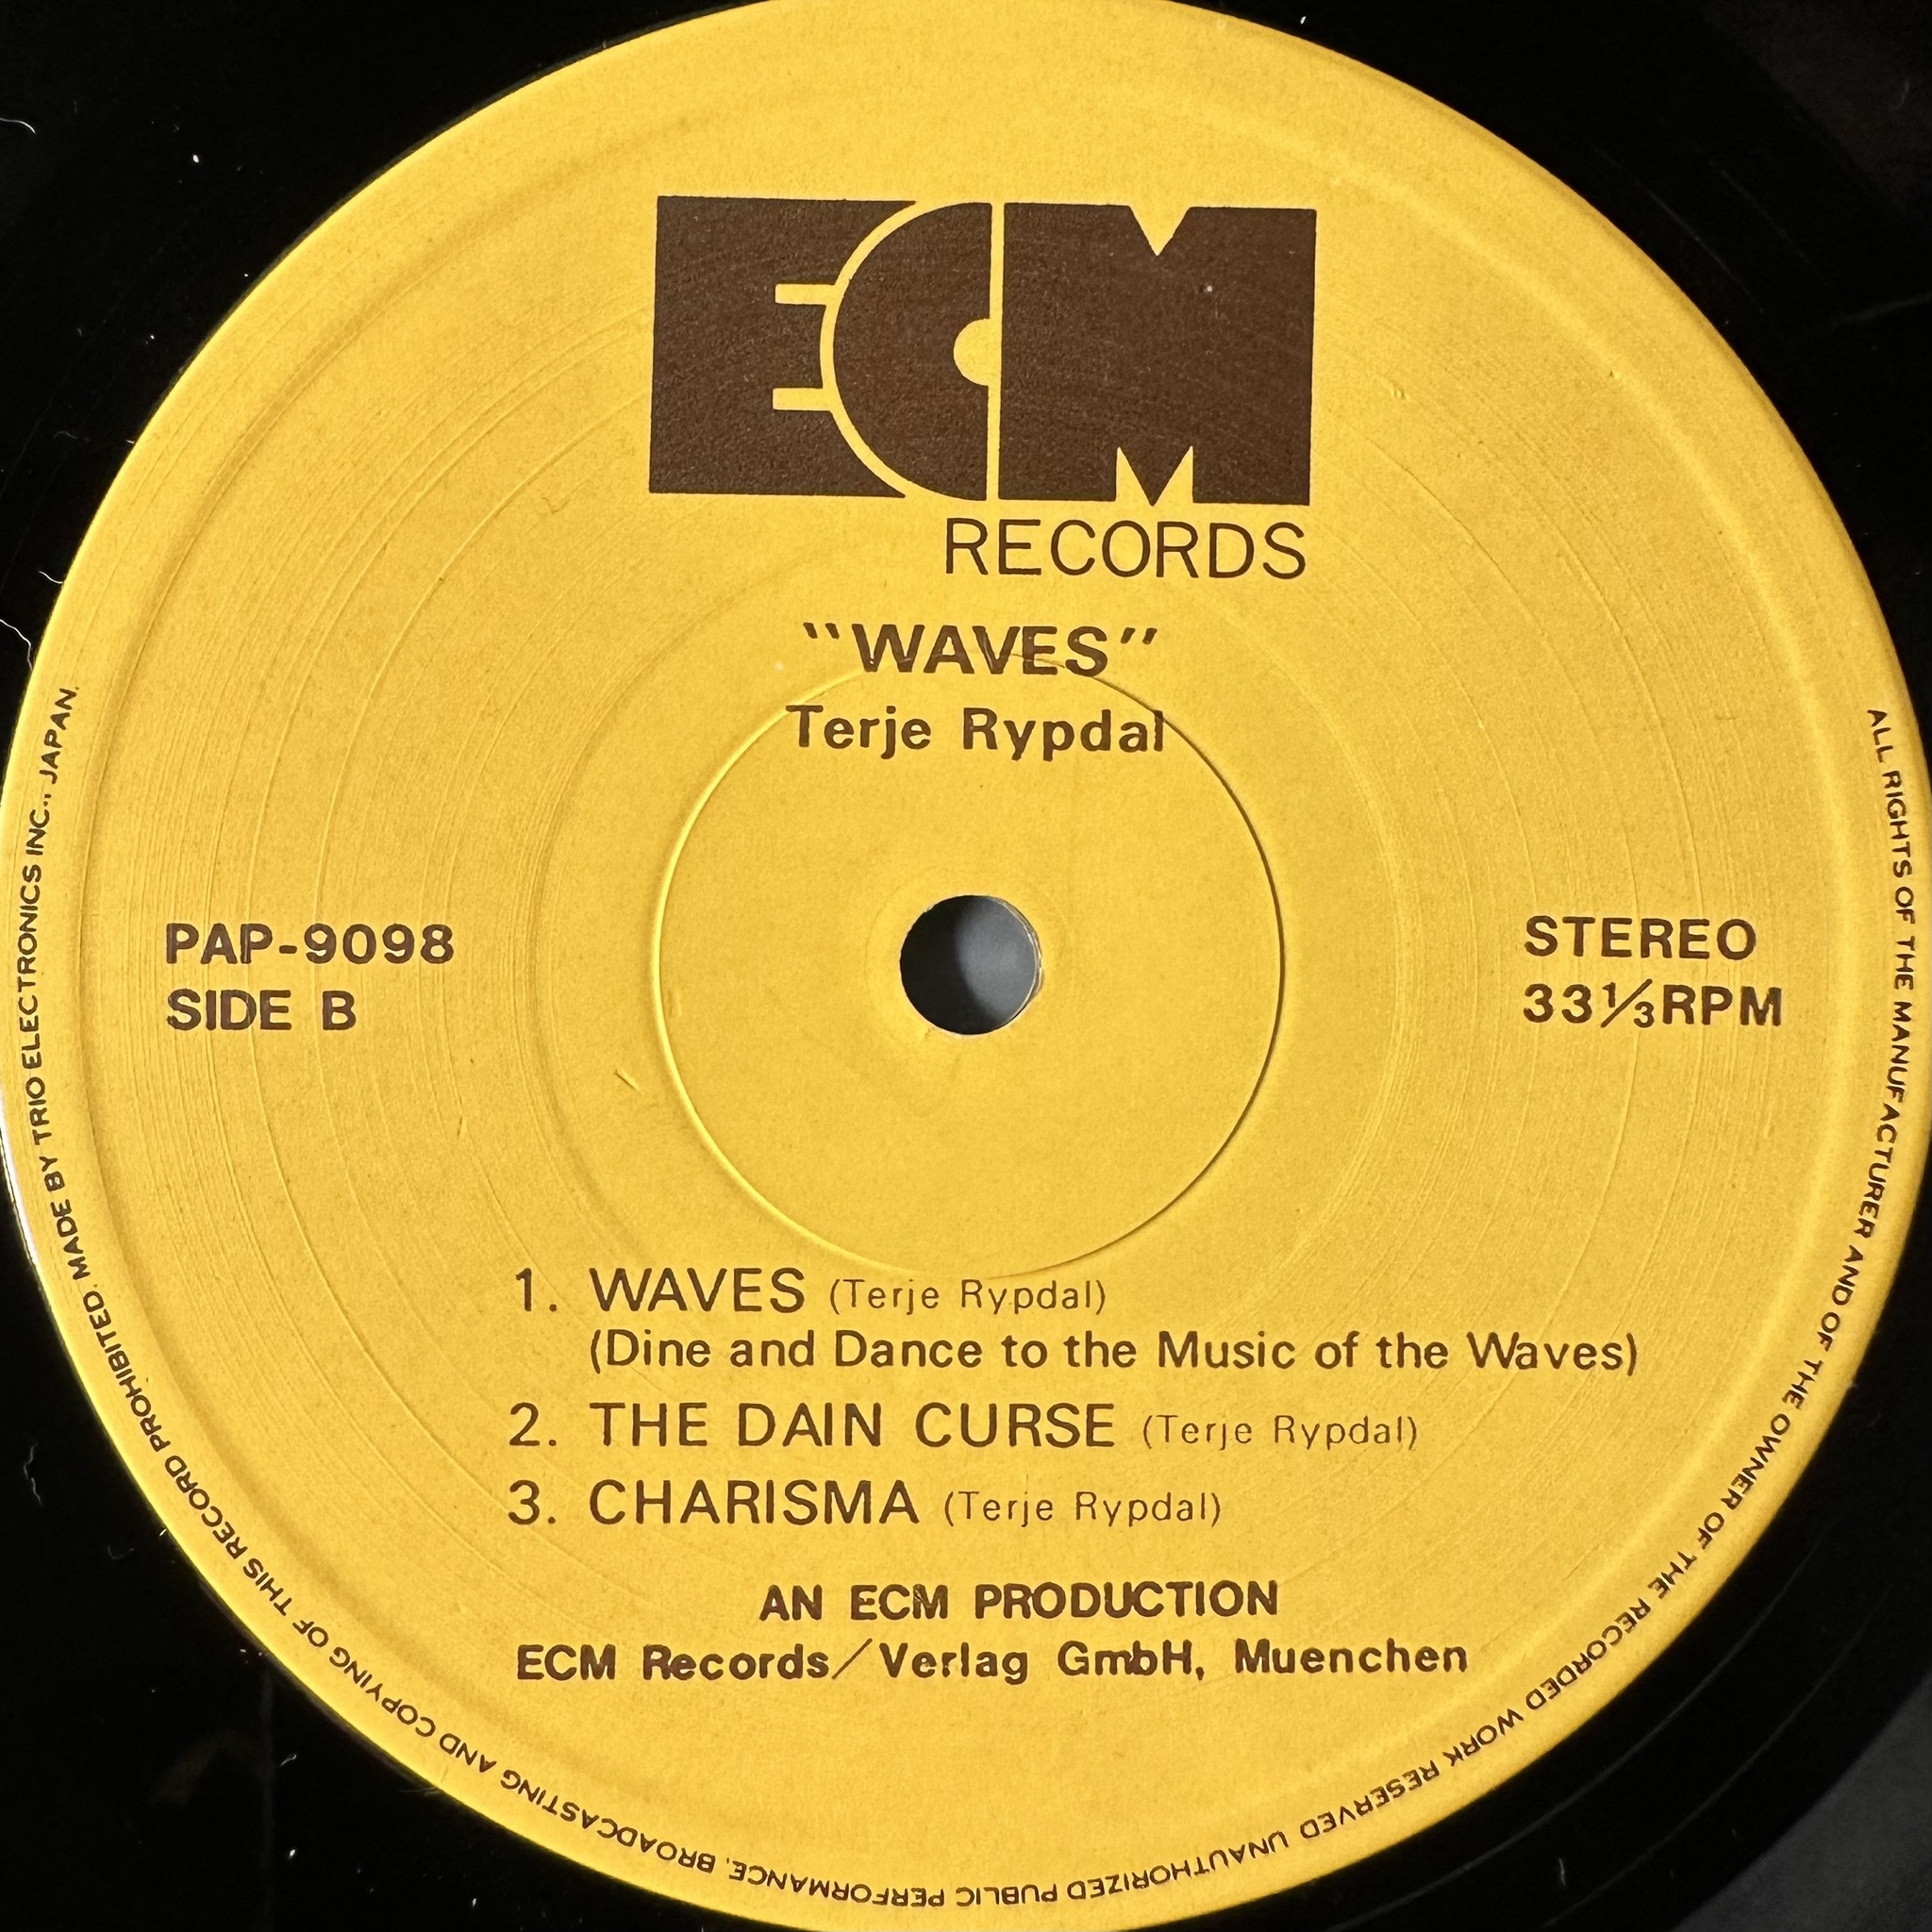 ECM
RECORDS
"WAVES"
Terje Rypdal
PAP-9098
SIDE B
STEREO
33⅓RPM
1. WAVES (Terje Rypdal)
(Dine and Dance to the Music of the Waves)
2. THE DAIN CURSE (Terje Rypdal)
3. CHARISMA (Terje Rypdal)
AN ECM PRODUCTION
ECM Records/Verlag GmbH, Muenchen
ALL RIGHTS OF THE MANUFACTURER AND OF THE OWNER OF THE RECORDED WORK RESERVED UNAUTHORIZED PUBLIC PERFORMANCE, BROADCASTING AND COPYING OF THIS RECORD PROHIBITED. MADE BY TRIO ELECTRONICS INC., JAPAN.